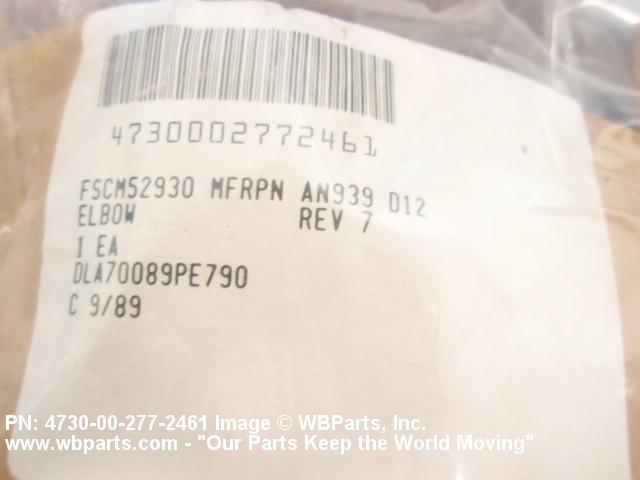 4730002772461
FSCM52930 MFRPN AN939 D12
ELBOW REV 7
1 EA
DLA70089PE790
C 9/89
PN: 4730-00-277-2461 Image © WBParts, Inc.
www.wbparts.com - "Our Parts Keep the World Moving"